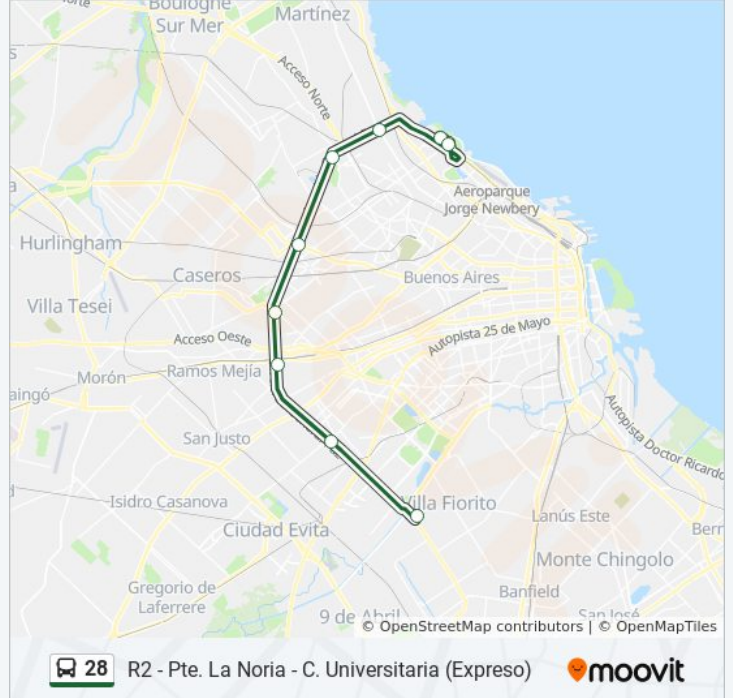 Boulogne
Sur Mer
Martínez
Acceso Norte
Aeroparque
Jorge Newbery
Hurlingham
Caseros
Buenos Aires
Villa Tesei
Acceso Oeste
Autopista 25 de Mayo
Morón
Ramos Mejía
aingó
Autopista Doctor Ricardo
San Justo
Isidro Casanova
Villa Fiorito
Lanús Este
Ciudad Evita
Bern
Monte Chingolo
Gregorio de
Laferrere
Banfield
9 de Abril
San José
© OpenStreetMap contributors | © OpenMapTiles
28 R2 - Pte. La Noria - C. Universitaria (Expreso) moovit